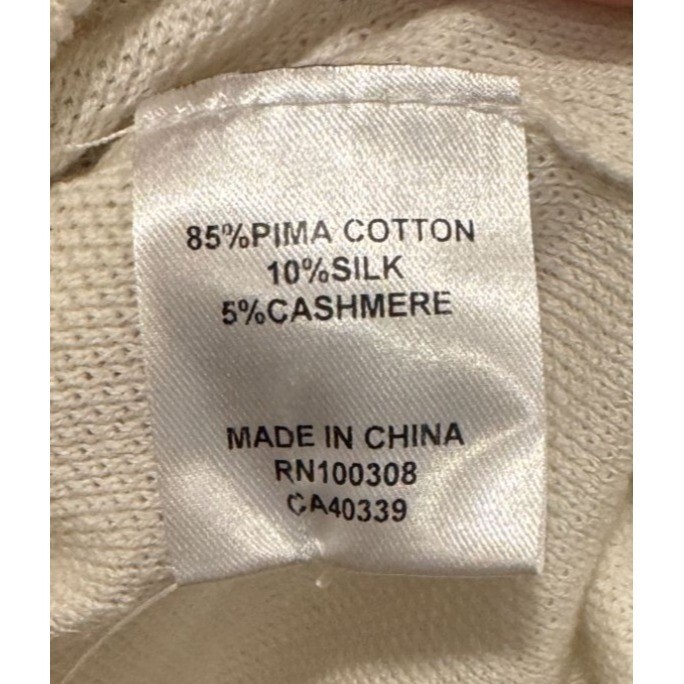 85%PIMA COTTON
10%SILK
5%CASHMERE
MADE IN CHINA
RN100308
CA40339